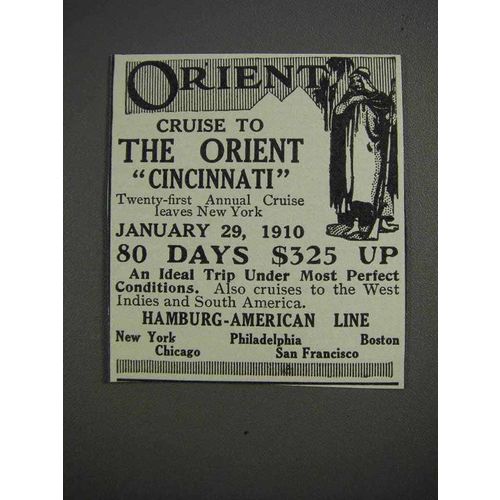 ORIENT
CRUISE TO
THE ORIENT
"CINCINNATI"
Twenty-first Annual Cruise
leaves New York
JANUARY 29, 1910
80 DAYS $325 UP
An Ideal Trip Under Most Perfect
Conditions. Also cruises to the West
Indies and South America.
HAMBURG-AMERICAN LINE
New York Philadelphia Boston
Chicago San Francisco